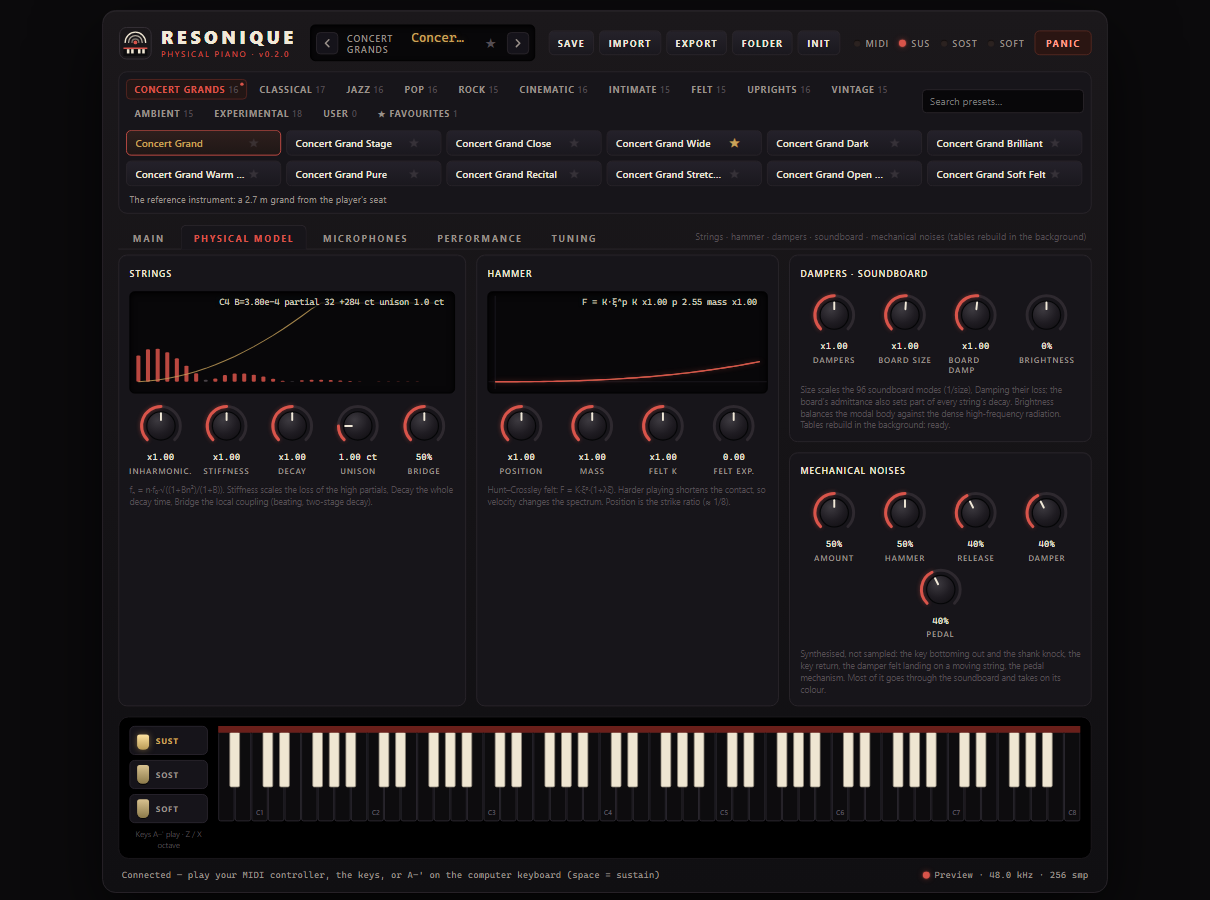 RESONIQUE
PHYSICAL PIANO · v0.2.0
CONCERT GRANDS
Concer…
★
SAVE
IMPORT
EXPORT
FOLDER
INIT
MIDI
SUS
SOST
SOFT
PANIC
CONCERT GRANDS 16
CLASSICAL 17
JAZZ 16
POP 16
ROCK 15
CINEMATIC 16
INTIMATE 15
FELT 15
UPRIGHTS 16
VINTAGE 15
AMBIENT 15
EXPERIMENTAL 18
USER 0
★ FAVOURITES 1
Search presets...
Concert Grand ★
Concert Grand Stage ★
Concert Grand Close ★
Concert Grand Wide ★
Concert Grand Dark ★
Concert Grand Brilliant ★
Concert Grand Warm ... ★
Concert Grand Pure ★
Concert Grand Recital ★
Concert Grand Stretc... ★
Concert Grand Open ... ★
Concert Grand Soft Felt ★
The reference instrument: a 2.7 m grand from the player's seat
MAIN
PHYSICAL MODEL
MICROPHONES
PERFORMANCE
TUNING
Strings · hammer · dampers · soundboard · mechanical noises (tables rebuild in the background)
STRINGS
C4 B=3.80e-4 partial 32 +284 ct unison 1.0 ct
x1.00
INHARMONIC.
x1.00
STIFFNESS
x1.00
DECAY
1.00 ct
UNISON
50%
BRIDGE
fₙ = n·f₀·√((1+Bn²)/(1+B)). Stiffness scales the loss of the high partials, Decay the whole
decay time, Bridge the local coupling (beating, two-stage decay).
HAMMER
F = K·ξ^p K x1.00 p 2.55 mass x1.00
x1.00
POSITION
x1.00
MASS
x1.00
FELT K
0.00
FELT EXP.
Hunt–Crossley felt: F = K·ξᵖ·(1+λξ̇). Harder playing shortens the contact, so
velocity changes the spectrum. Position is the strike ratio (≈ 1/8).
DAMPERS · SOUNDBOARD
x1.00
DAMPERS
x1.00
BOARD SIZE
x1.00
BOARD DAMP
0%
BRIGHTNESS
Size scales the 96 soundboard modes (1/size), Damping their loss: the
board's admittance also sets part of every string's decay. Brightness
balances the modal body against the dense high-frequency radiation.
Tables rebuild in the background: ready.
MECHANICAL NOISES
50%
AMOUNT
50%
HAMMER
40%
RELEASE
40%
DAMPER
40%
PEDAL
Synthesised, not sampled: the key bottoming out and the shank knock, the
key return, the damper felt landing on a moving string, the pedal
mechanism. Most of it goes through the soundboard and takes on its
colour.
SUST
SOST
SOFT
Keys A–' play · Z / X
octave
C1
C2
C3
C4
C5
C6
C7
C8
Connected — play your MIDI controller, the keys, or A–' on the computer keyboard (space = sustain)
Preview · 48.0 kHz · 256 smp